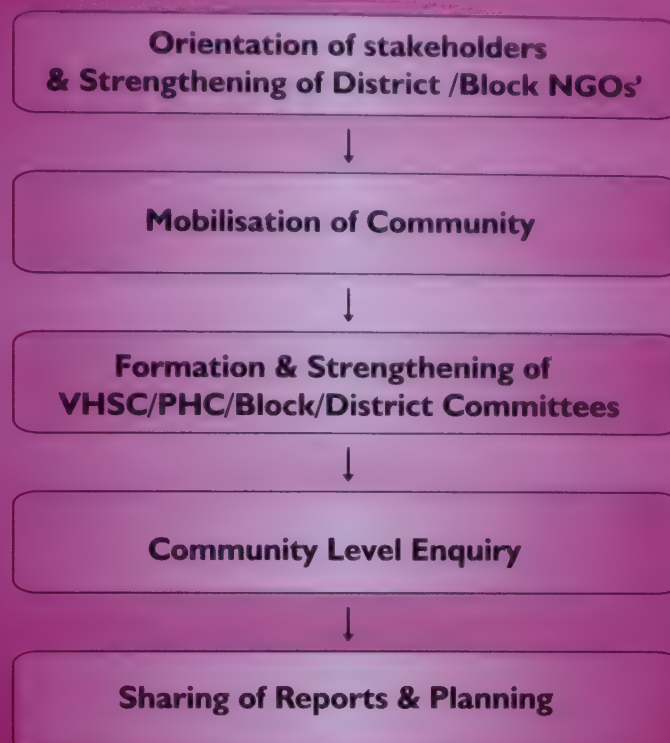 Orientation of stakeholders
& Strengthening of District /Block NGOs'
Mobilisation of Community
Formation & Strengthening of
VHSC/PHC/Block/District Committees
Community Level Enquiry
Sharing of Reports & Planning